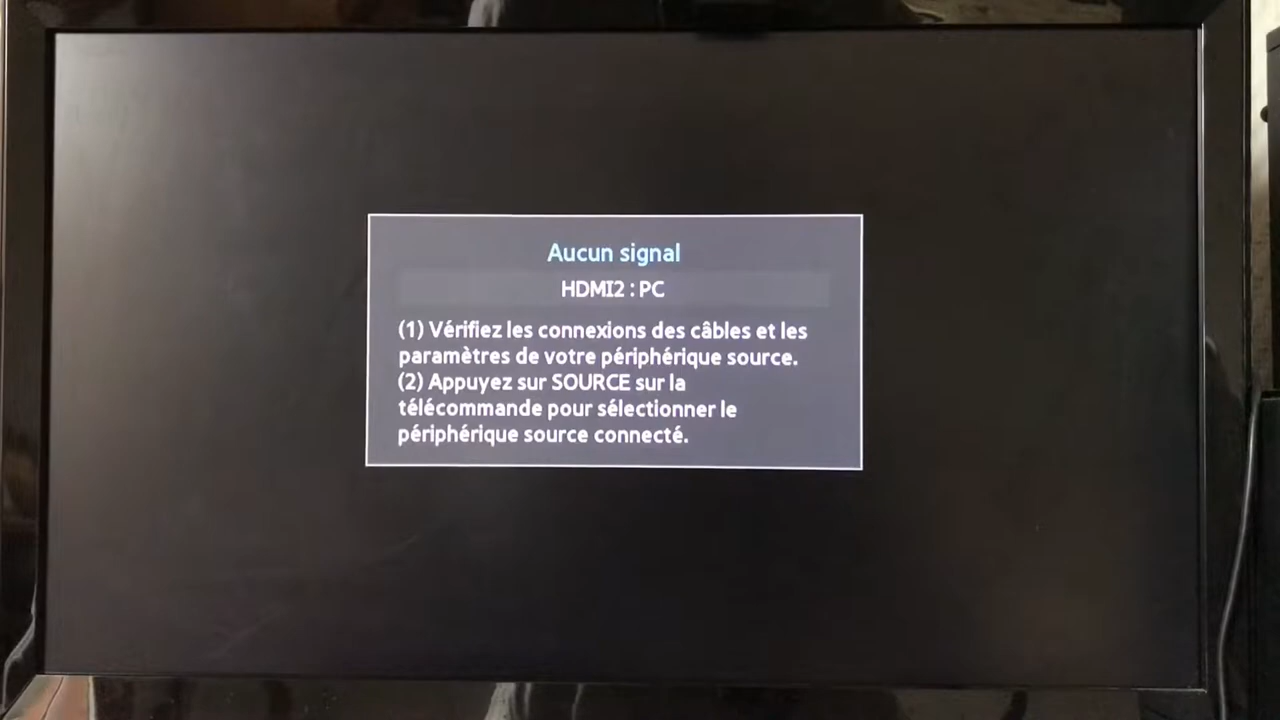 Aucun signal
HDMI2 : PC
(1) Vérifiez les connexions des câbles et les
paramètres de votre périphérique source.
(2) Appuyez sur SOURCE sur la
télécommande pour sélectionner le
périphérique source connecté.